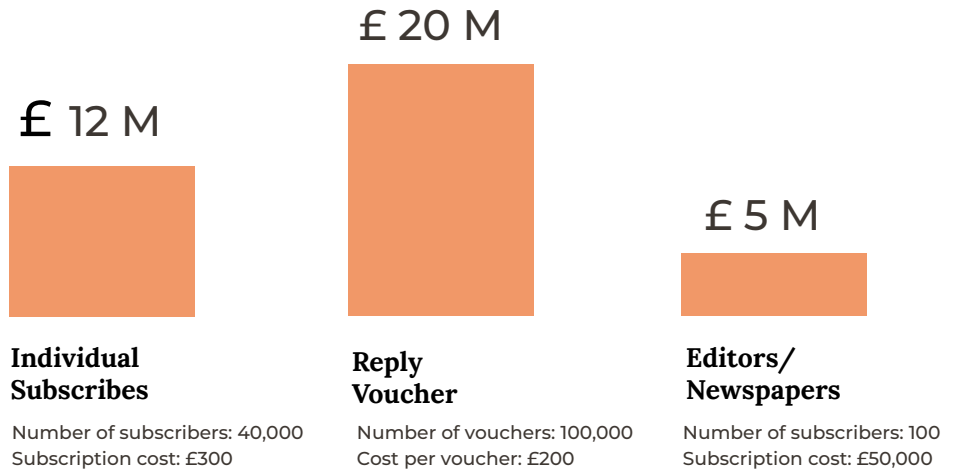 £ 20 M
£ 12 M
£ 5 M
Individual
Subscribes
Number of subscribers: 40,000
Subscription cost: £300
Reply
Voucher
Number of vouchers: 100,000
Cost per voucher: £200
Editors/
Newspapers
Number of subscribers: 100
Subscription cost: £50,000